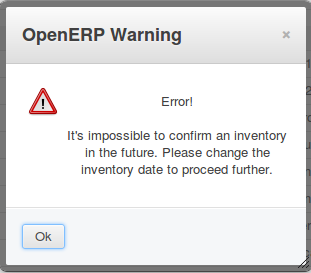 OpenERP Warning
Error!
It's impossible to confirm an inventory
in the future. Please change the
inventory date to proceed further.
Ok